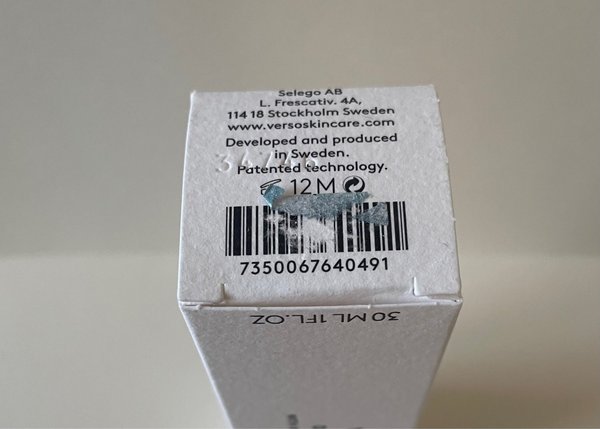 Selego AB
L. Frescativ. 4A,
114 18 Stockholm Sweden
www.versoskincare.com
Developed and produced
in Sweden.
Patented technology.
12M
7350067640491
30 ML 1FL.OZ